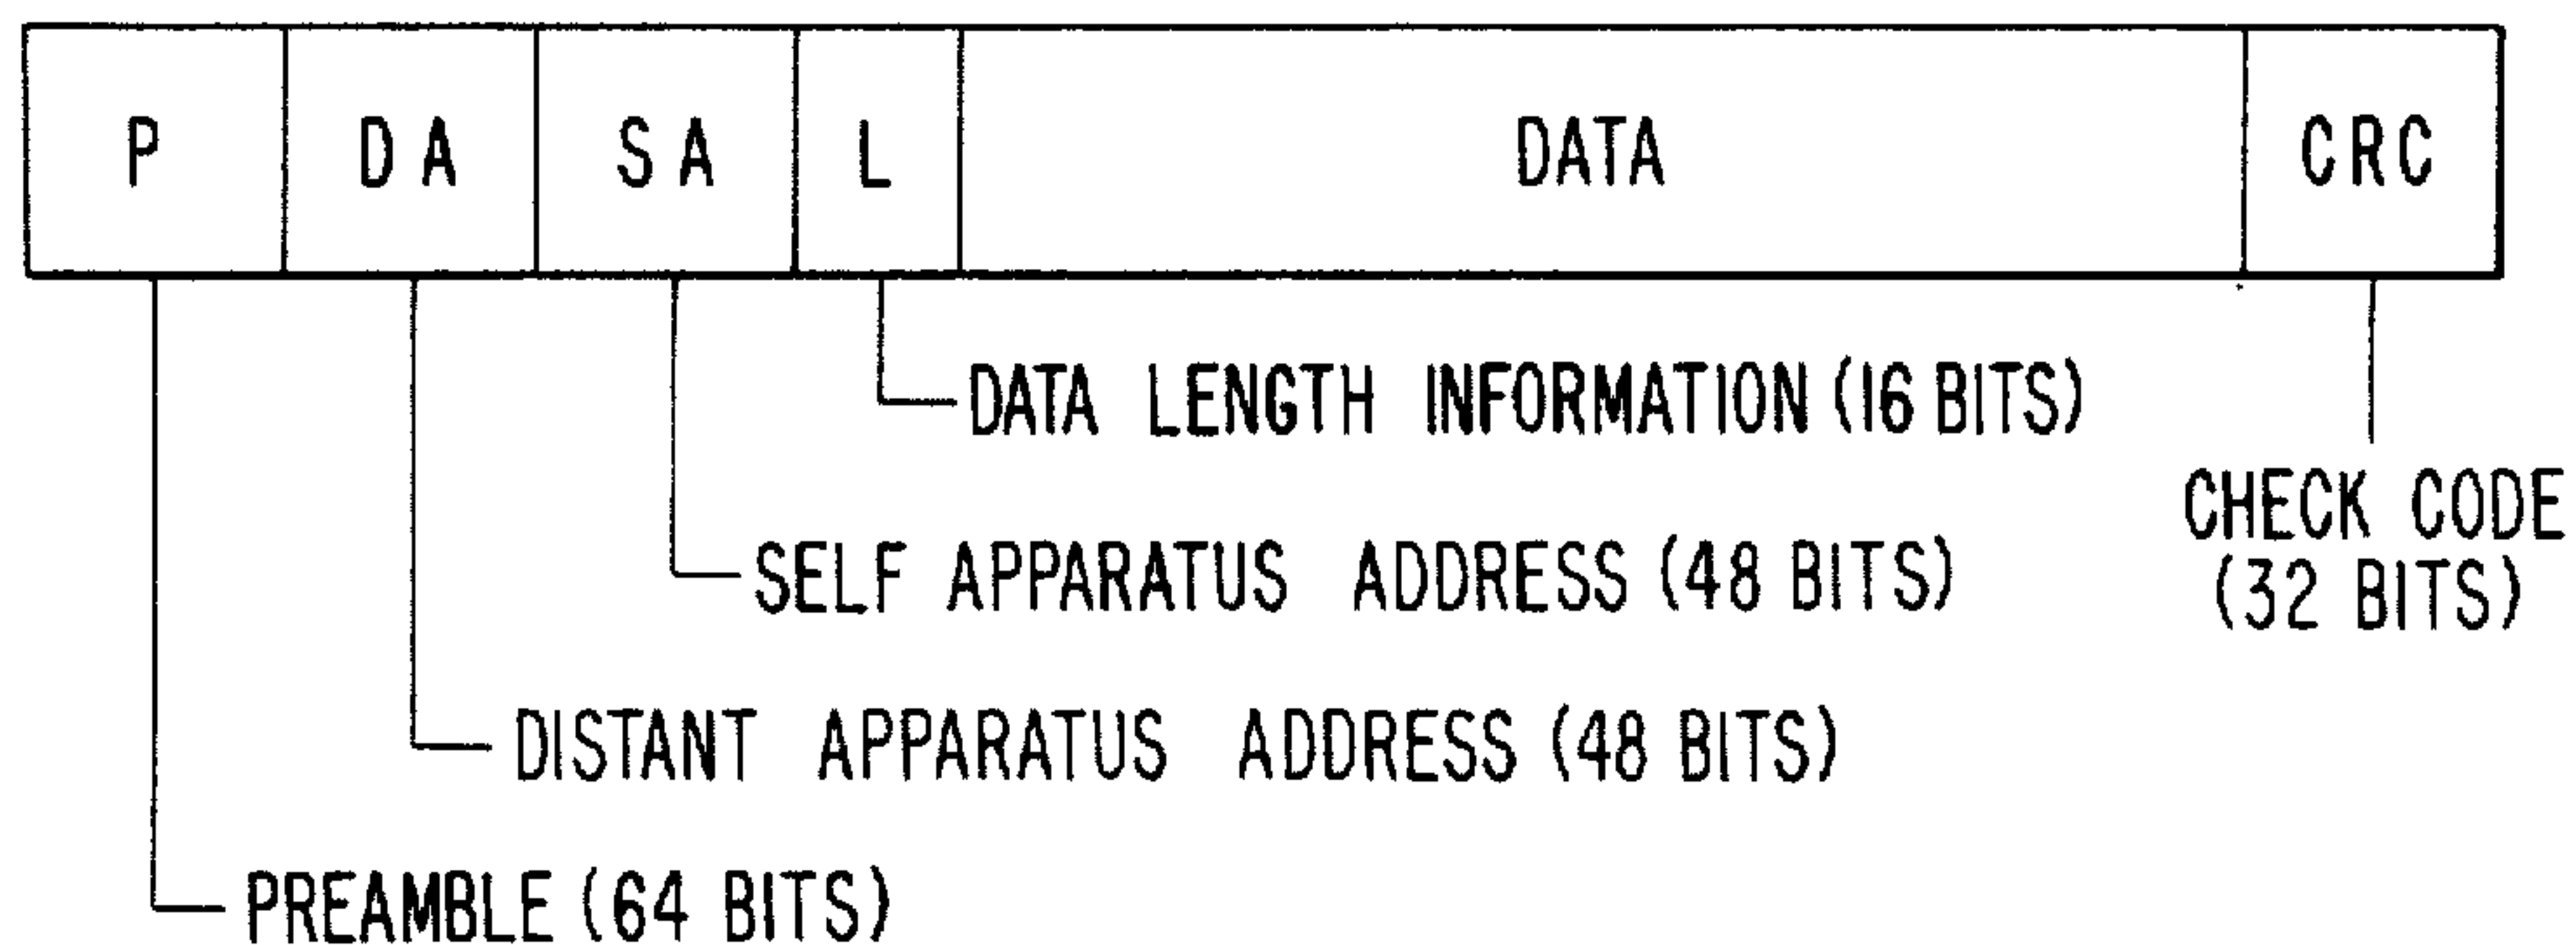 P DA SA L DATA CRC
DATA LENGTH INFORMATION (16 BITS)
CHECK CODE
(32 BITS)
SELF APPARATUS ADDRESS (48 BITS)
DISTANT APPARATUS ADDRESS (48 BITS)
PREAMBLE (64 BITS)